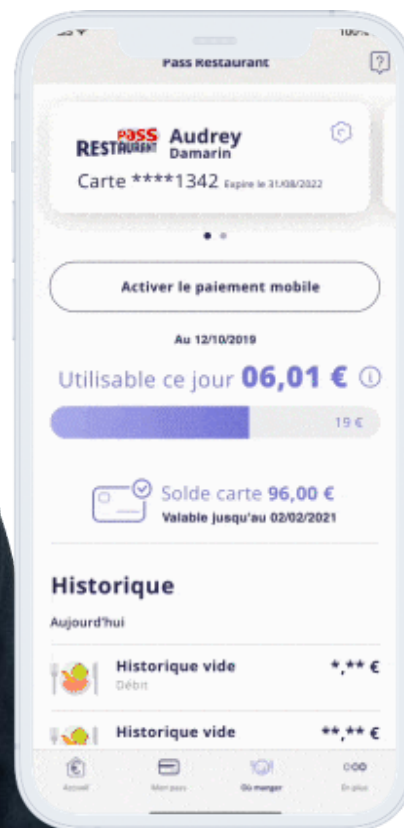 100%
Pass Restaurant
?
PASS
RESTAURANT
Audrey
Damarin
Carte ****1342 Expire le 31/08/2022
Activer le paiement mobile
Au 12/10/2019
Utilisable ce jour 06,01 €
19 €
Solde carte 96,00 €
Valable jusqu'au 02/02/2021
Historique
Aujourd'hui
Historique vide *,** €
Débit
Historique vide **,** €
Accueil Mon pass Où manger En plus